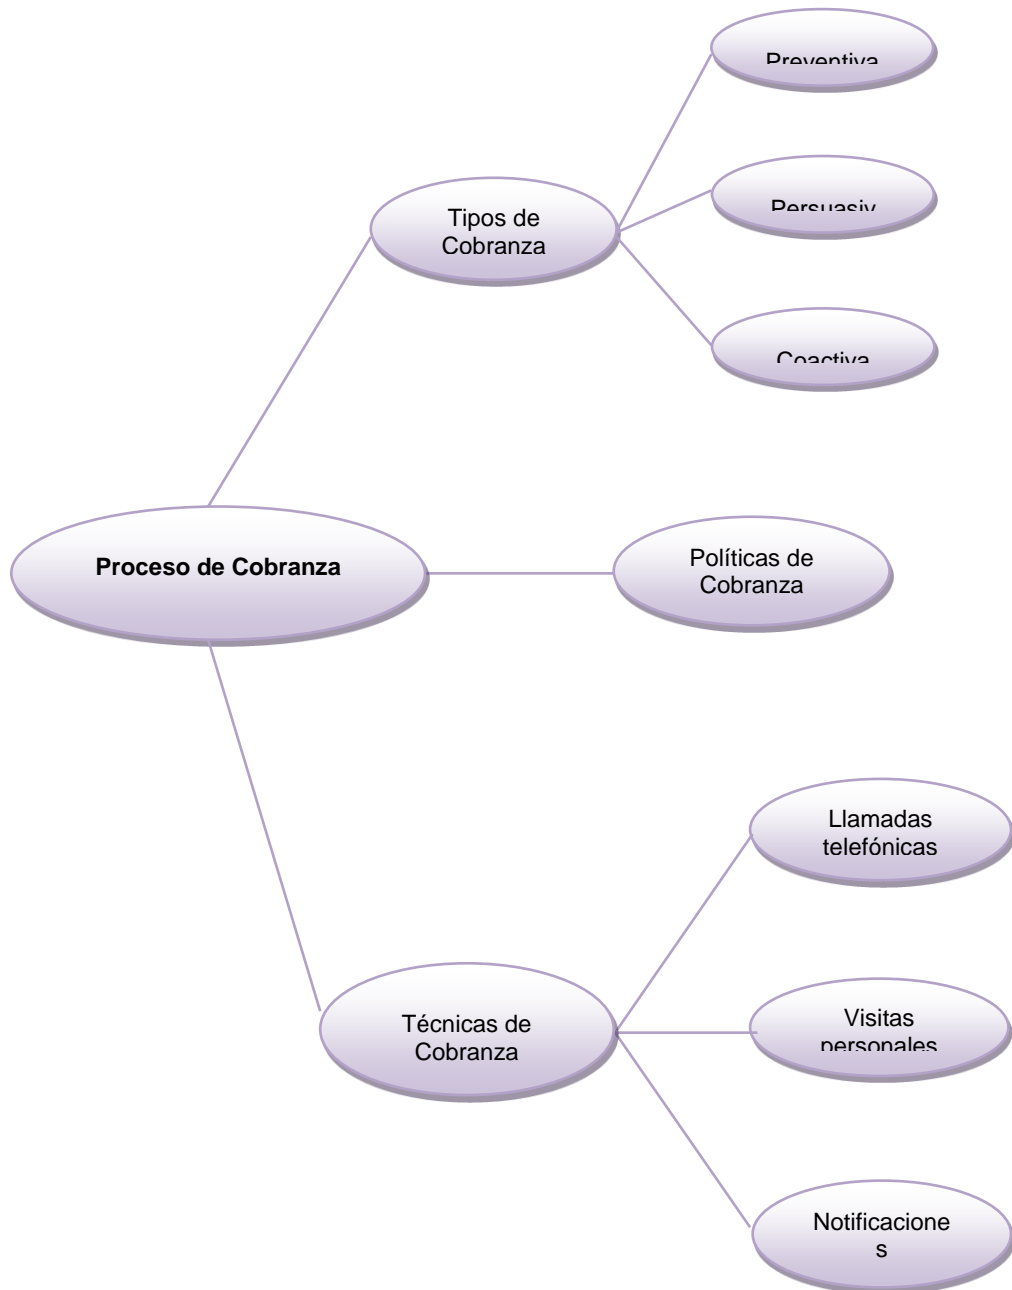 Preventiva
Persuasiv
Coactiva
Tipos de
Cobranza
Proceso de Cobranza
Políticas de
Cobranza
Técnicas de
Cobranza
Llamadas
telefónicas
Visitas
personales
Notificacione
s